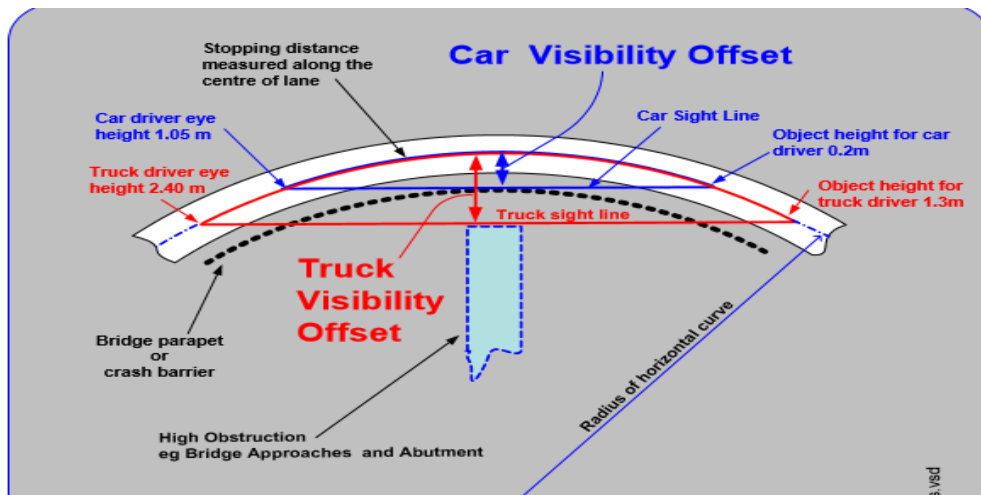 Stopping distance
measured along the
centre of lane
Car Visibility Offset
Car driver eye
height 1.05 m
Car Sight Line
Object height for car
driver 0.2m
Truck driver eye
height 2.40 m
Object height for
truck driver 1.3m
Truck sight line
Truck
Visibility
Offset
Bridge parapet
or
crash barrier
Radius of horizontal curve
High Obstruction
eg Bridge Approaches and Abutment
s.vsd